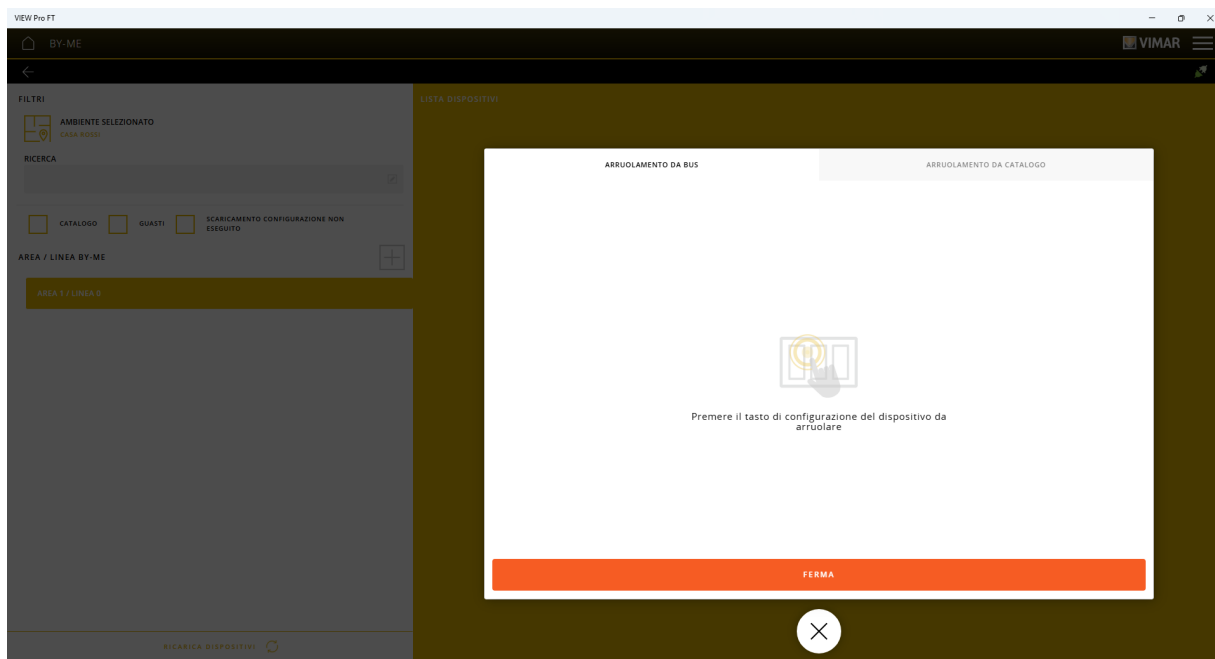 VIEW Pro FT
BY-ME
VIMAR
FILTRI
LISTA DISPOSITIVI
AMBIENTE SELEZIONATO
CASA ROSSI
RICERCA
CATALOGO
GUASTI
SCARICAMENTO CONFIGURAZIONE NON
ESEGUITO
AREA / LINEA BY-ME
AREA 1 / LINEA 0
ARRUOLAMENTO DA BUS
ARRUOLAMENTO DA CATALOGO
Premere il tasto di configurazione del dispositivo da
arruolare
FERMA
RICARICA DISPOSITIVI